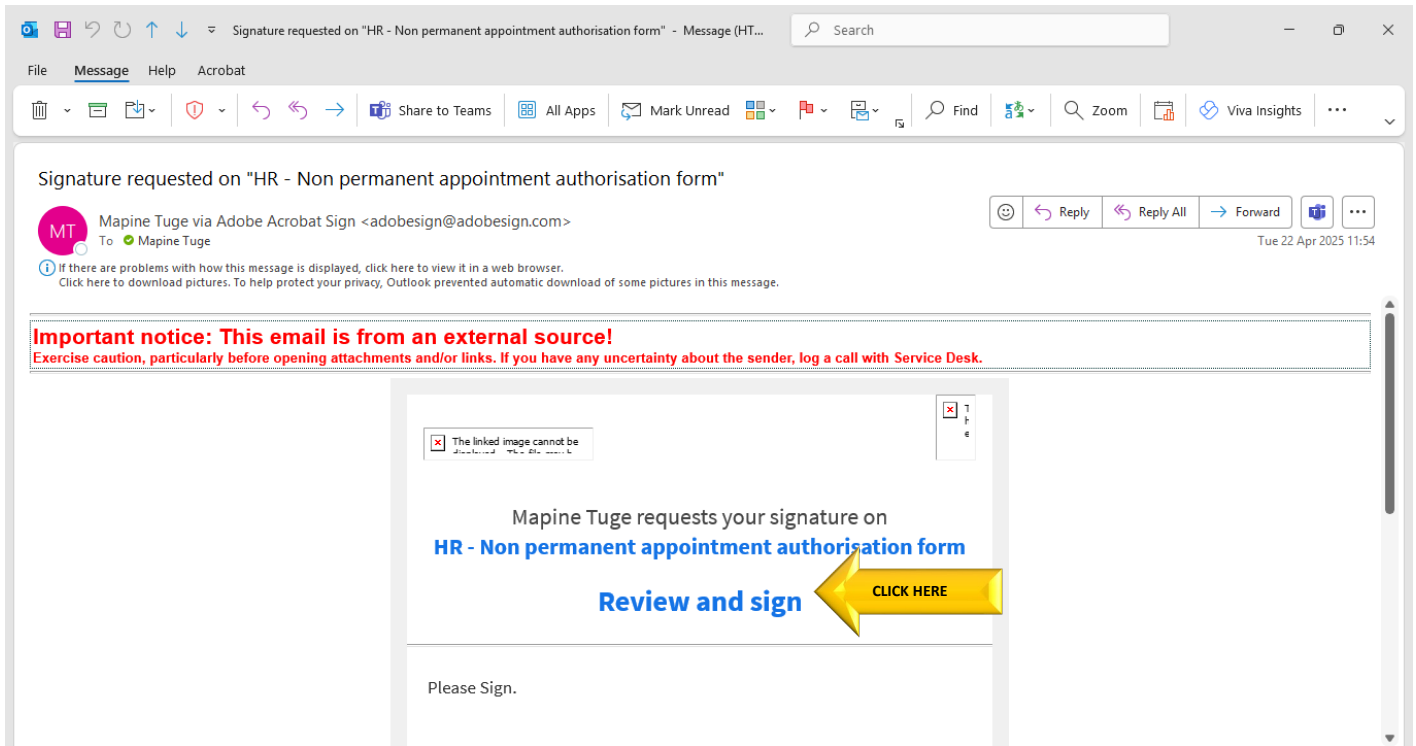 Signature requested on "HR - Non permanent appointment authorisation form" - Message (HT...
Search
File Message Help Acrobat
Share to Teams All Apps Mark Unread Find Zoom Viva Insights
Signature requested on "HR - Non permanent appointment authorisation form"
MT
Mapine Tuge via Adobe Acrobat Sign <adobesign@adobesign.com>
To Mapine Tuge
Reply Reply All Forward
Tue 22 Apr 2025 11:54
If there are problems with how this message is displayed, click here to view it in a web browser.
Click here to download pictures. To help protect your privacy, Outlook prevented automatic download of some pictures in this message.
Important notice: This email is from an external source!
Exercise caution, particularly before opening attachments and/or links. If you have any uncertainty about the sender, log a call with Service Desk.
The linked image cannot be
Mapine Tuge requests your signature on
HR - Non permanent appointment authorisation form
Review and sign
CLICK HERE
Please Sign.